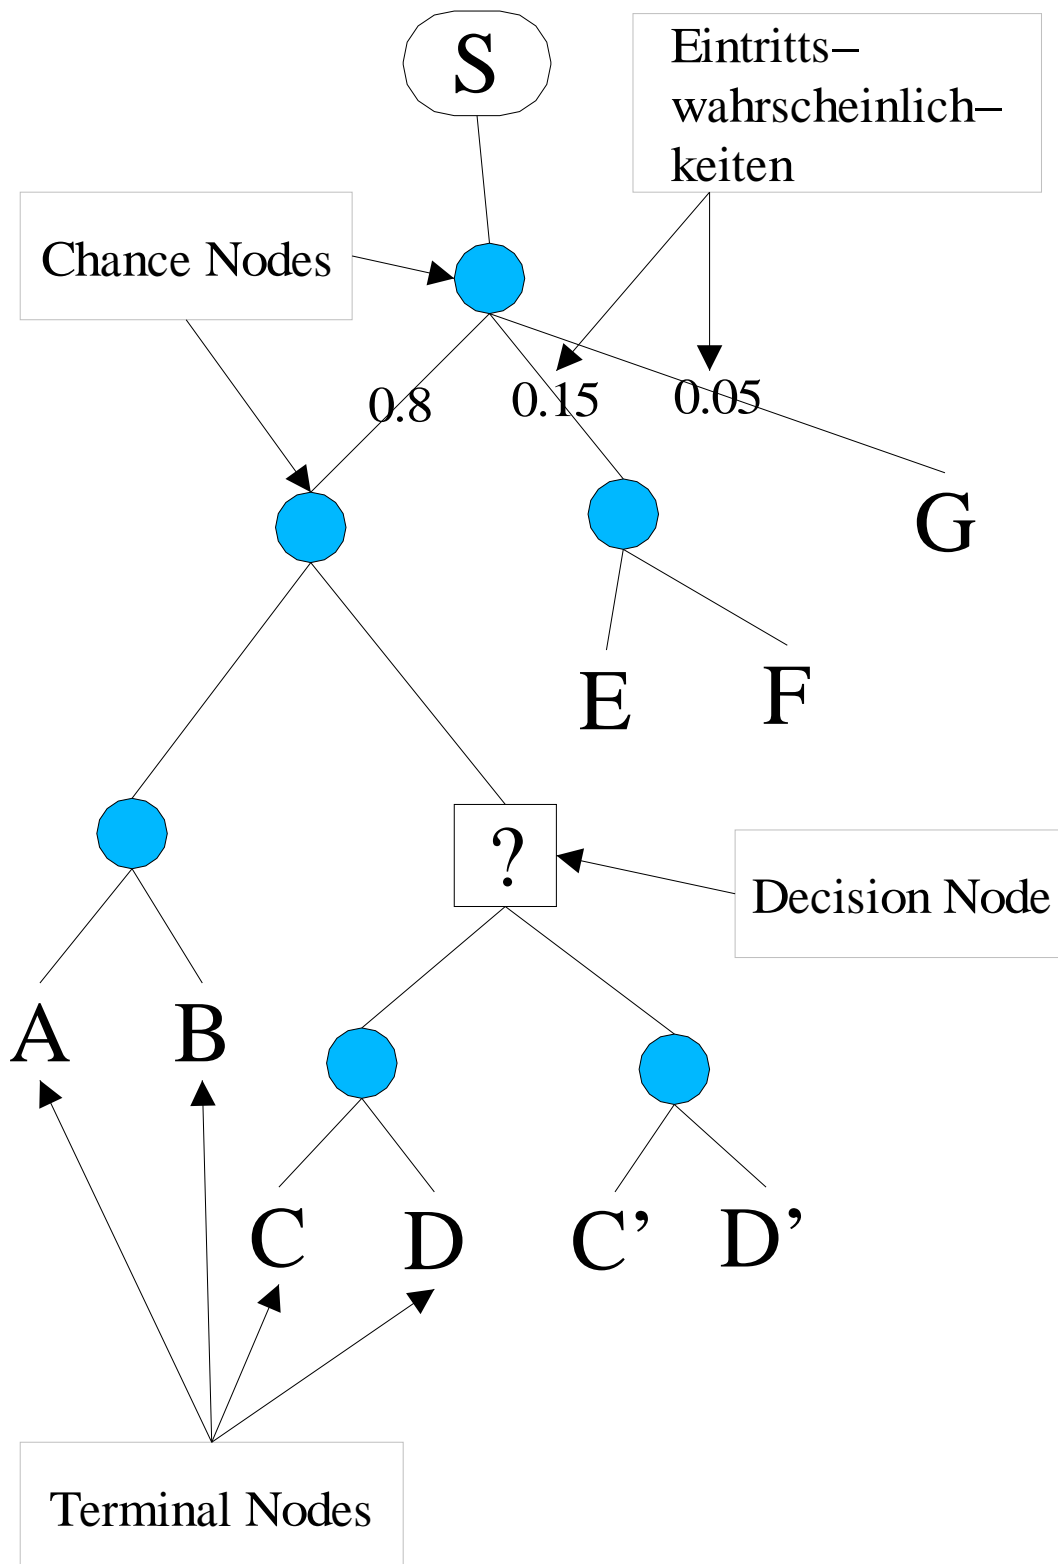 S
Eintritts–
wahrscheinlich–
keiten
Chance Nodes
0.8
0.15
0.05
G
E
F
?
Decision Node
A
B
C
D
C’
D’
Terminal Nodes